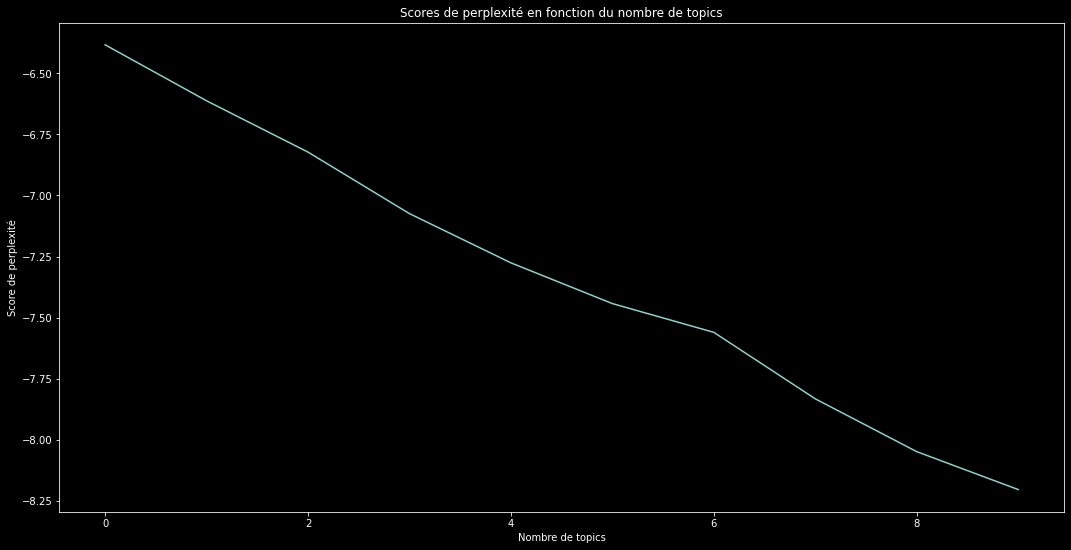 Scores de perplexité en fonction du nombre de topics
−6.50
−6.75
−7.00
−7.25
−7.50
−7.75
−8.00
−8.25
Score de perplexité
0 2 4 6 8
Nombre de topics